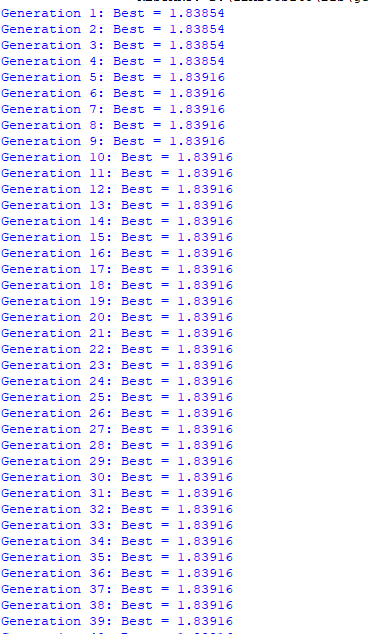 Generation 1: Best = 1.83854
Generation 2: Best = 1.83854
Generation 3: Best = 1.83854
Generation 4: Best = 1.83854
Generation 5: Best = 1.83916
Generation 6: Best = 1.83916
Generation 7: Best = 1.83916
Generation 8: Best = 1.83916
Generation 9: Best = 1.83916
Generation 10: Best = 1.83916
Generation 11: Best = 1.83916
Generation 12: Best = 1.83916
Generation 13: Best = 1.83916
Generation 14: Best = 1.83916
Generation 15: Best = 1.83916
Generation 16: Best = 1.83916
Generation 17: Best = 1.83916
Generation 18: Best = 1.83916
Generation 19: Best = 1.83916
Generation 20: Best = 1.83916
Generation 21: Best = 1.83916
Generation 22: Best = 1.83916
Generation 23: Best = 1.83916
Generation 24: Best = 1.83916
Generation 25: Best = 1.83916
Generation 26: Best = 1.83916
Generation 27: Best = 1.83916
Generation 28: Best = 1.83916
Generation 29: Best = 1.83916
Generation 30: Best = 1.83916
Generation 31: Best = 1.83916
Generation 32: Best = 1.83916
Generation 33: Best = 1.83916
Generation 34: Best = 1.83916
Generation 35: Best = 1.83916
Generation 36: Best = 1.83916
Generation 37: Best = 1.83916
Generation 38: Best = 1.83916
Generation 39: Best = 1.83916